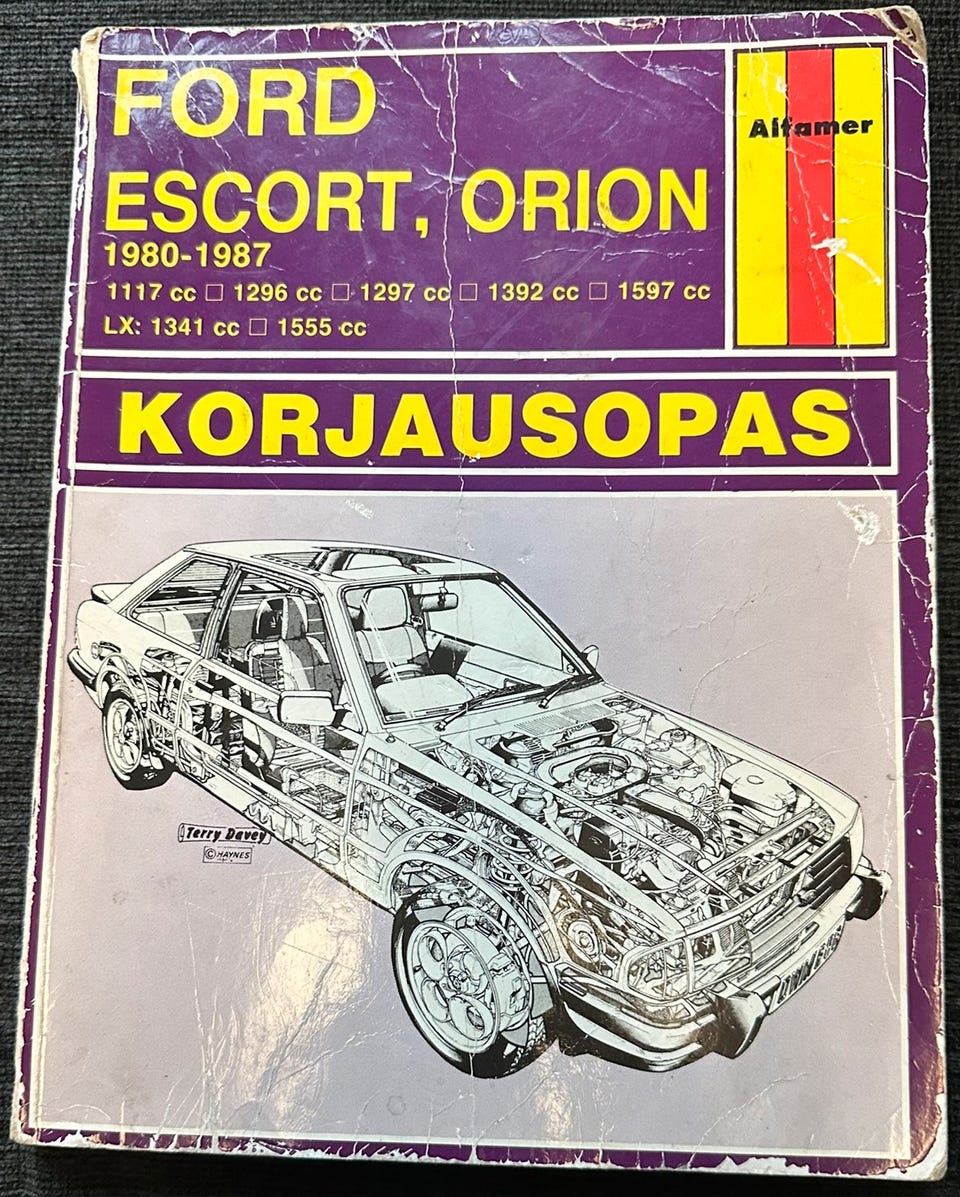 FORD
Alfamer
ESCORT, ORION
1980-1987
1117 cc □ 1296 cc □ 1297 cc □ 1392 cc □ 1597 cc
LX: 1341 cc □ 1555 cc
KORJAUSOPAS
Terry Davey
© HAYNES